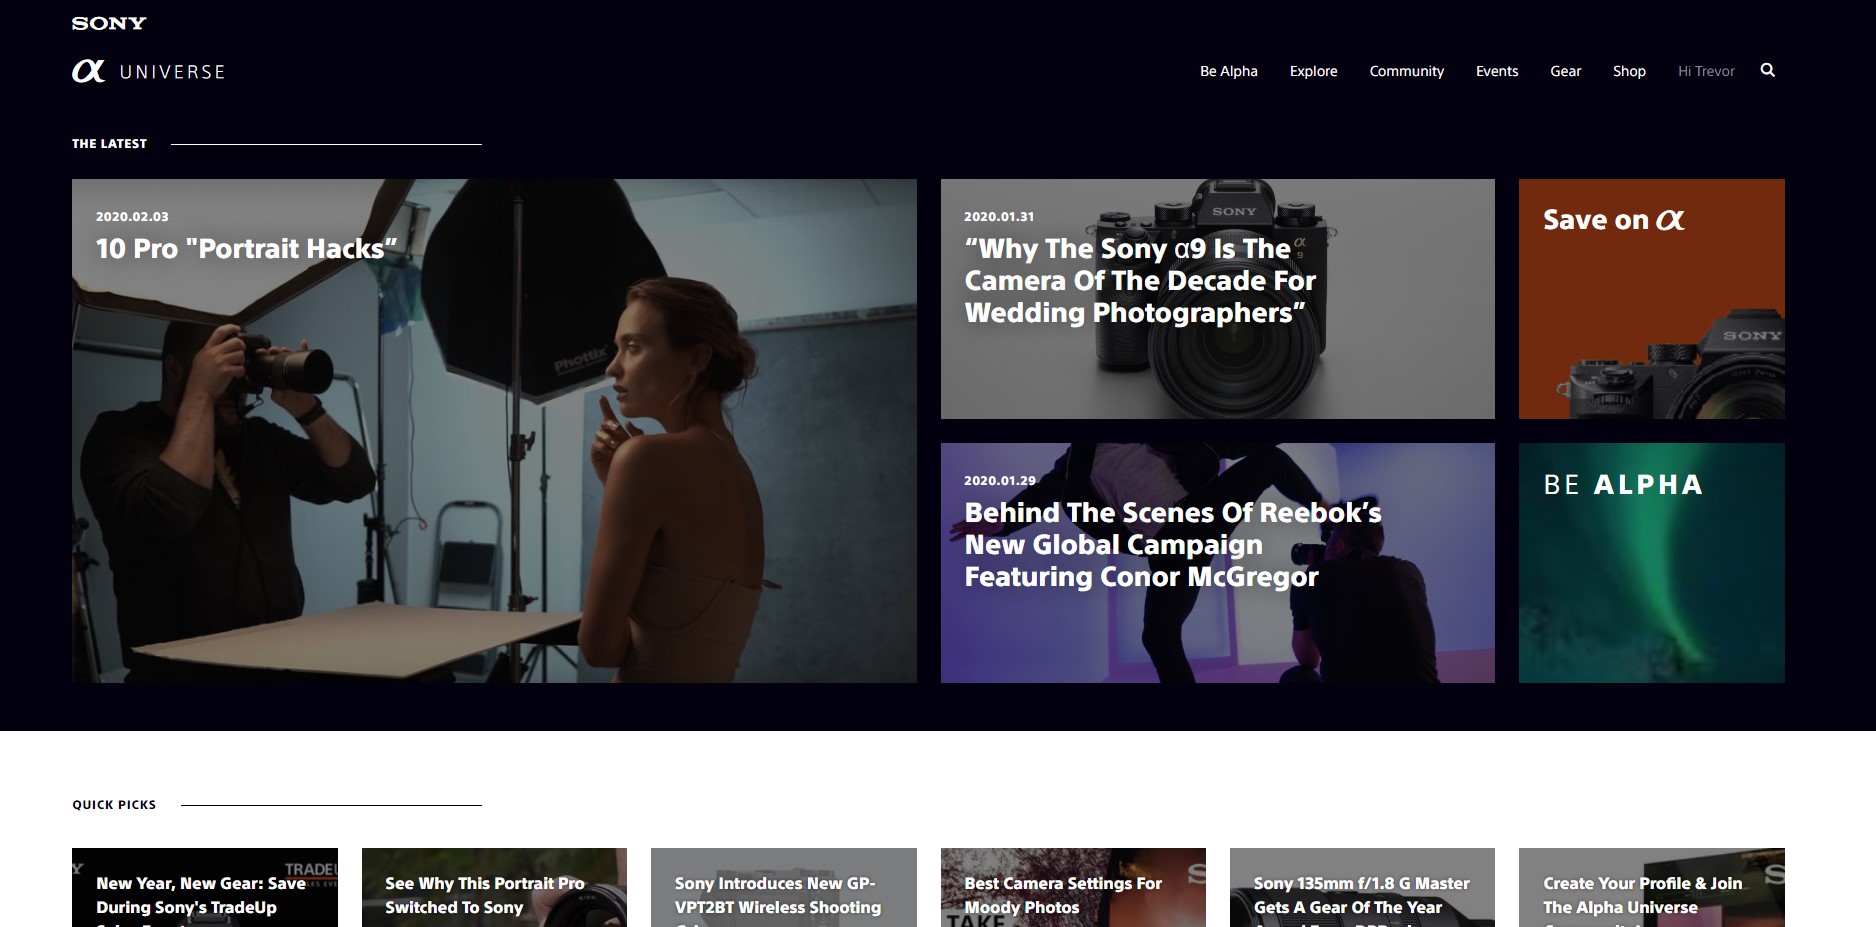 SONY
α UNIVERSE
Be Alpha
Explore
Community
Events
Gear
Shop
Hi Trevor
THE LATEST
2020.02.03
10 Pro "Portrait Hacks”
Phottix
2020.01.31
“Why The Sony α9 Is The
Camera Of The Decade For
Wedding Photographers”
SONY
α
9
Save on α
SONY
2020.01.29
Behind The Scenes Of Reebok’s
New Global Campaign
Featuring Conor McGregor
BE ALPHA
QUICK PICKS
New Year, New Gear: Save
During Sony's TradeUp
See Why This Portrait Pro
Switched To Sony
Sony Introduces New GP-
VPT2BT Wireless Shooting
Best Camera Settings For
Moody Photos
TAKE
Sony 135mm f/1.8 G Master
Gets A Gear Of The Year
Create Your Profile & Join
The Alpha Universe